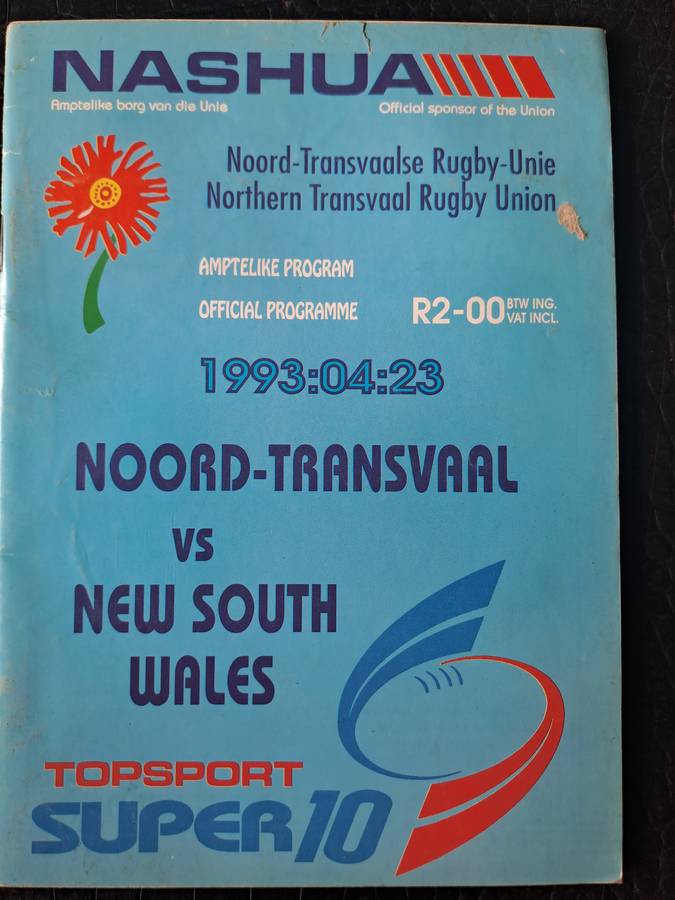 NASHUA
Amptelike borg van die Unie
Official sponsor of the Union
Noord-Transvaalse Rugby-Unie
Northern Transvaal Rugby Union
AMPTELIKE PROGRAM
OFFICIAL PROGRAMME
R2-00 BTW ING.
VAT INCL.
1993:04:23
NOORD-TRANSVAAL
VS
NEW SOUTH
WALES
TOPSPORT
SUPER 10